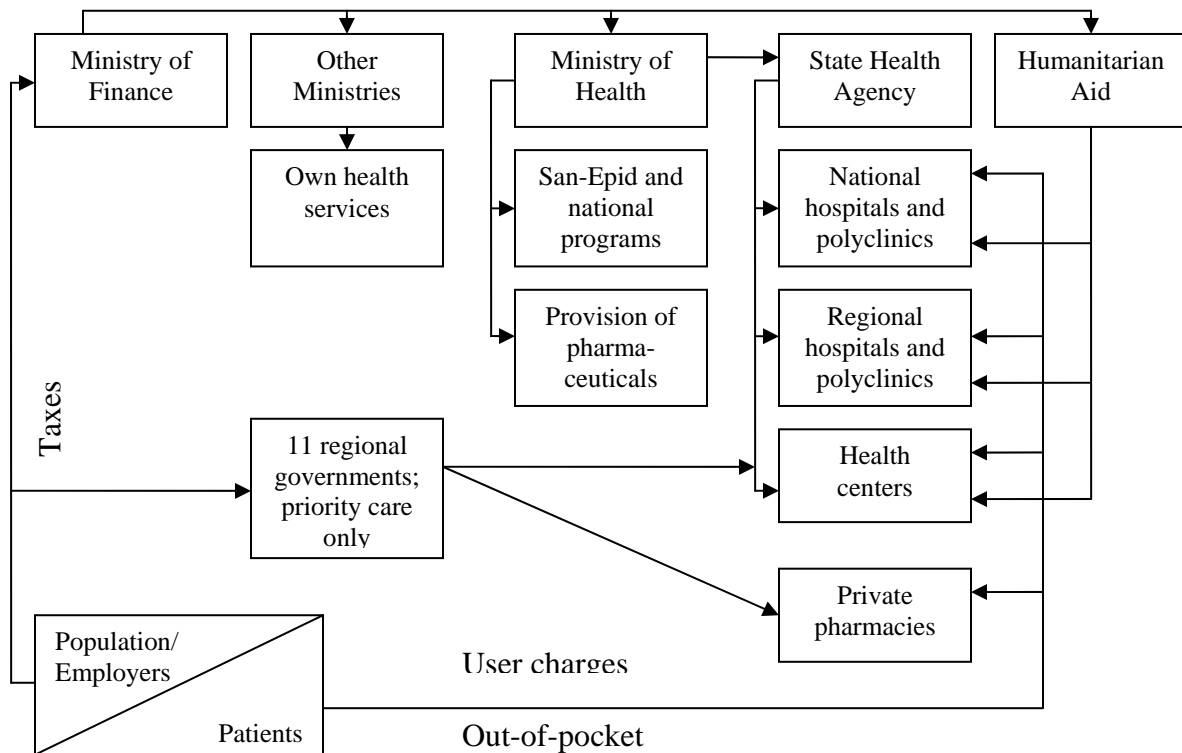 Ministry of
Finance
Other
Ministries
Ministry of
Health
State Health
Agency
Humanitarian
Aid
Own health
services
San-Epid and
national
programs
National
hospitals and
polyclinics
Provision of
pharma-
ceuticals
Regional
hospitals and
polyclinics
Taxes
11 regional
governments;
priority care
only
Health
centers
Private
pharmacies
Population/
Employers
Patients
User charges
Out-of-pocket